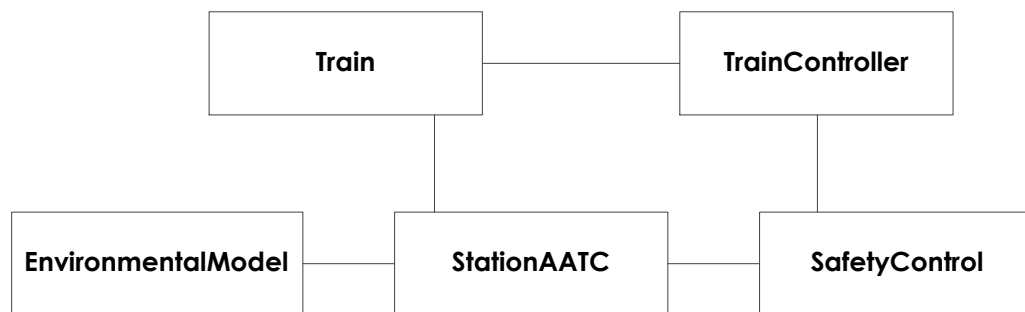 Train
TrainController
EnvironmentalModel
StationAATC
SafetyControl